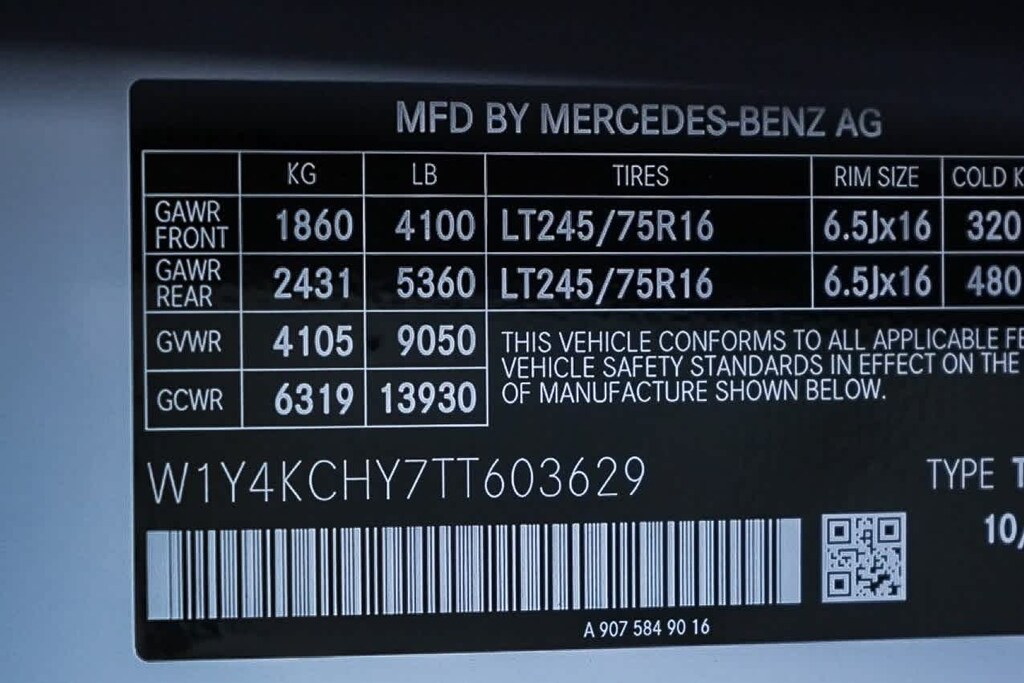 MFD BY MERCEDES-BENZ AG
KG LB TIRES RIM SIZE COLD
GAWR FRONT 1860 4100 LT245/75R16 6.5Jx16 320
GAWR REAR 2431 5360 LT245/75R16 6.5Jx16 480
GVWR 4105 9050
GCWR 6319 13930
THIS VEHICLE CONFORMS TO ALL APPLICABLE
VEHICLE SAFETY STANDARDS IN EFFECT ON THE
OF MANUFACTURE SHOWN BELOW.
W1Y4KCHY7TT603629
TYPE
10/
A 907 584 90 16